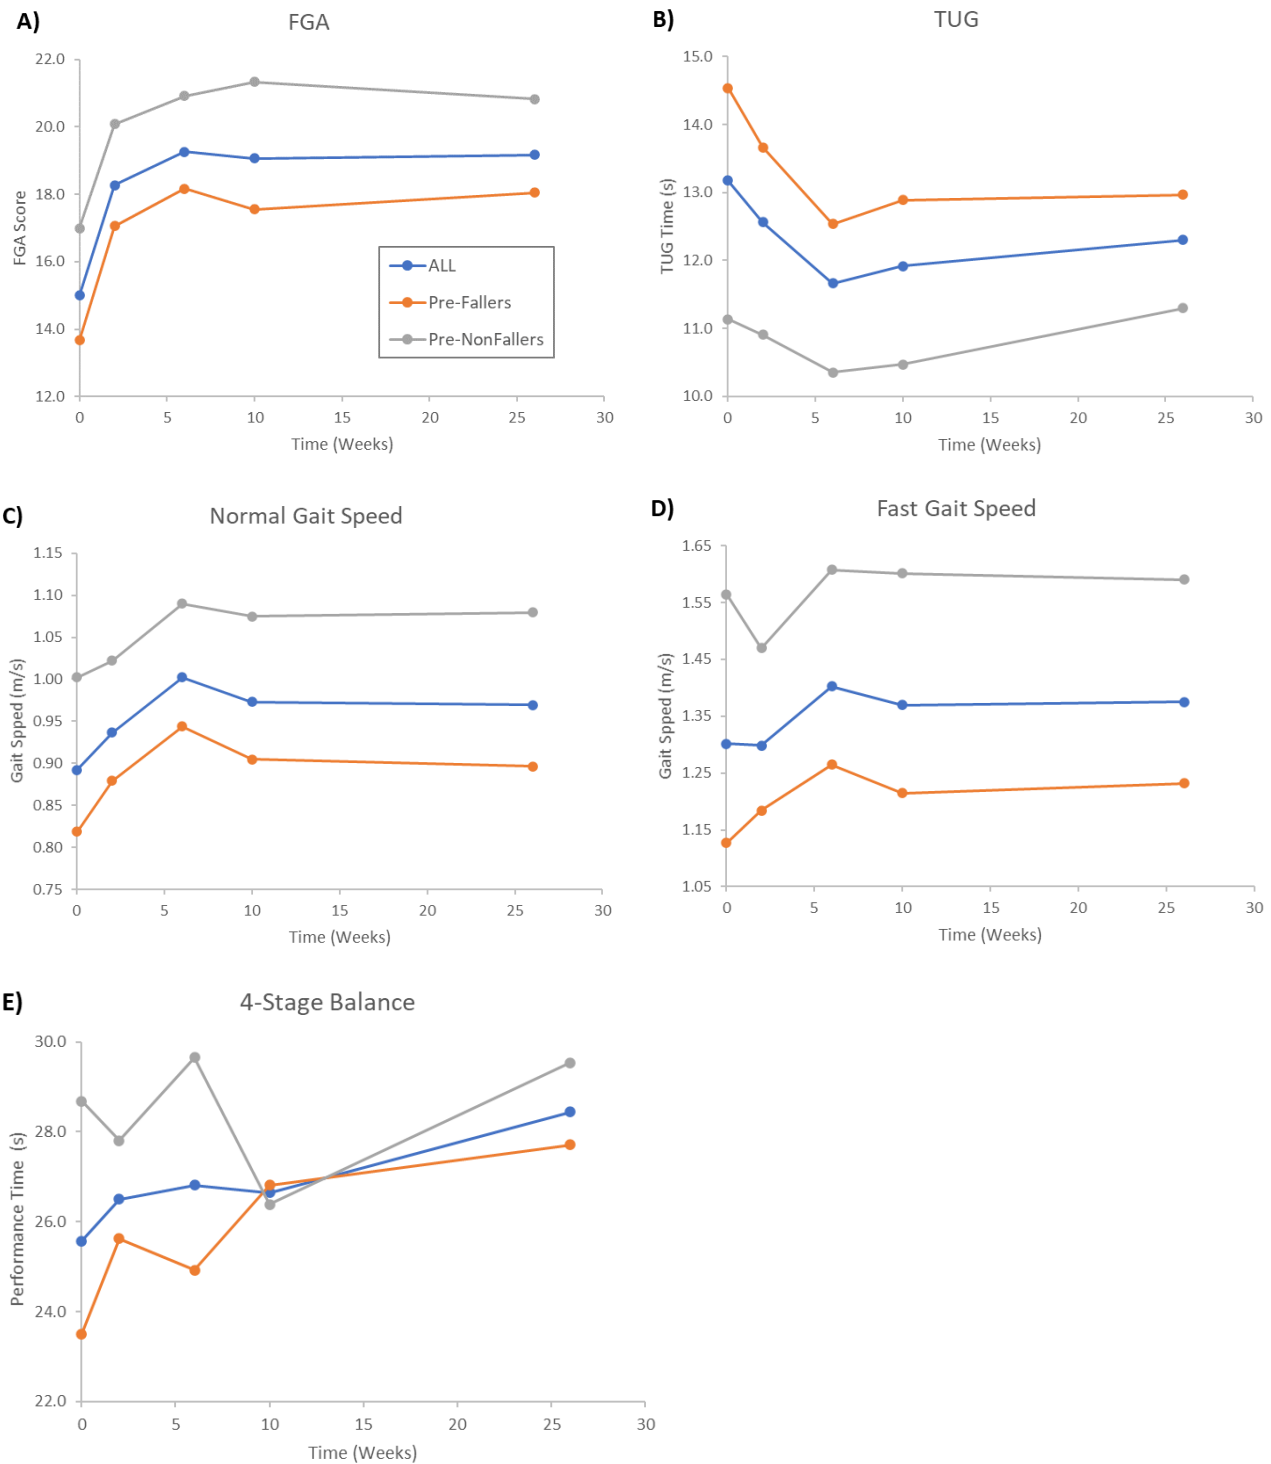 A)
FGA
22.0
20.0
18.0
16.0
14.0
12.0
FGA Score
0 5 10 15 20 25 30
Time (Weeks)
ALL
Pre-Fallers
Pre-NonFallers
B)
TUG
15.0
14.0
13.0
12.0
11.0
10.0
TUG Time (s)
0 5 10 15 20 25 30
Time (Weeks)
C)
Normal Gait Speed
1.15
1.10
1.05
1.00
0.95
0.90
0.85
0.80
0.75
Gait Spped (m/s)
0 5 10 15 20 25 30
Time (Weeks)
D)
Fast Gait Speed
1.65
1.55
1.45
1.35
1.25
1.15
1.05
Gait Spped (m/s)
0 5 10 15 20 25 30
Time (Weeks)
E)
4-Stage Balance
30.0
28.0
26.0
24.0
22.0
Performance Time (s)
0 5 10 15 20 25 30
Time (Weeks)